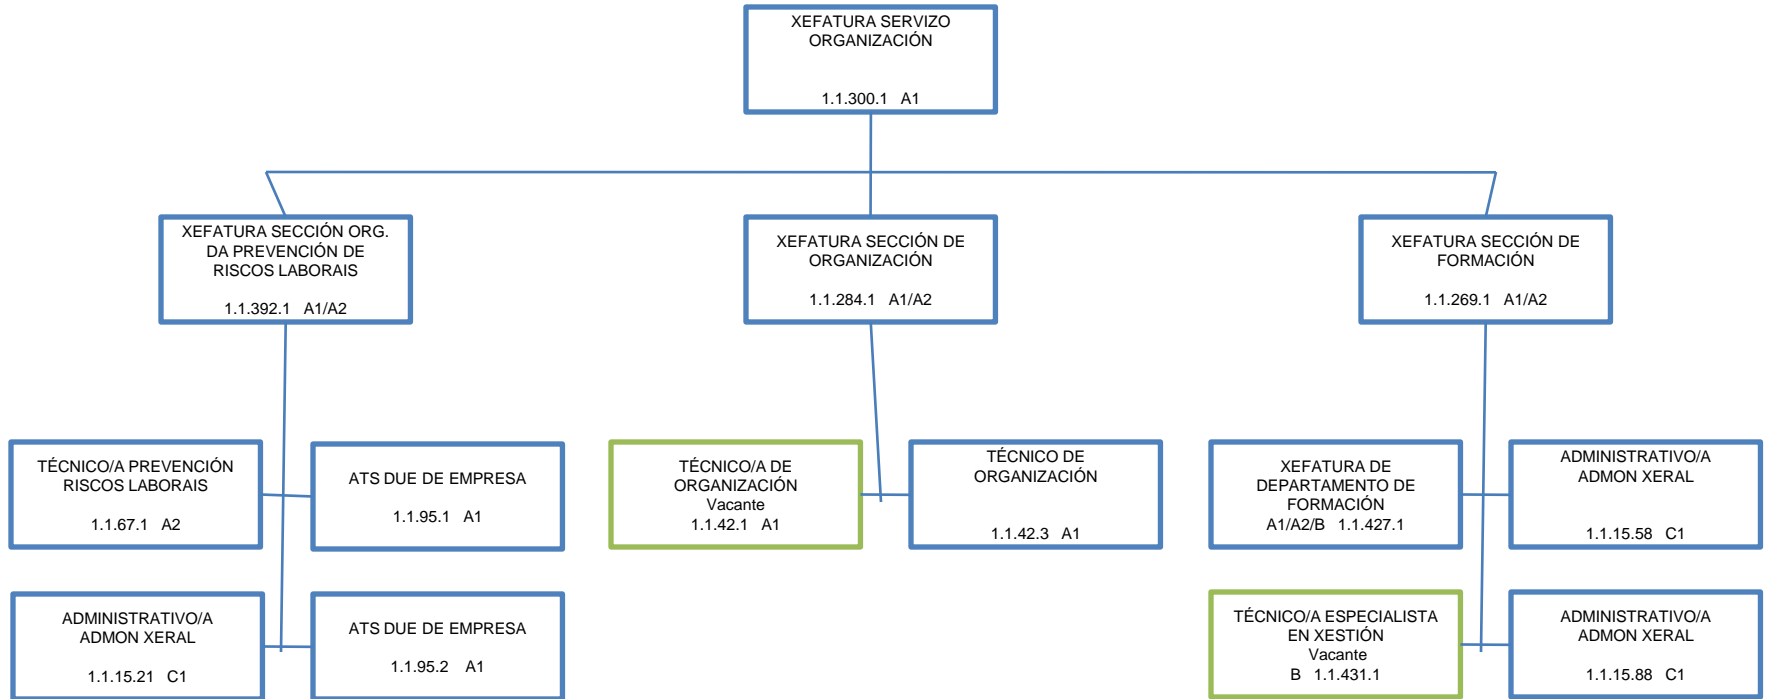 XEFATURA SERVIZO
ORGANIZACIÓN
1.1.300.1 A1
XEFATURA SECCIÓN ORG.
DA PREVENCIÓN DE
RISCOS LABORAIS
1.1.392.1 A1/A2
XEFATURA SECCIÓN DE
ORGANIZACIÓN
1.1.284.1 A1/A2
XEFATURA SECCIÓN DE
FORMACIÓN
1.1.269.1 A1/A2
TÉCNICO/A PREVENCIÓN
RISCOS LABORAIS
1.1.67.1 A2
ATS DUE DE EMPRESA
1.1.95.1 A1
TÉCNICO/A DE
ORGANIZACIÓN
Vacante
1.1.42.1 A1
TÉCNICO DE
ORGANIZACIÓN
1.1.42.3 A1
XEFATURA DE
DEPARTAMENTO DE
FORMACIÓN
A1/A2/B 1.1.427.1
ADMINISTRATIVO/A
ADMON XERAL
1.1.15.58 C1
ADMINISTRATIVO/A
ADMON XERAL
1.1.15.21 C1
ATS DUE DE EMPRESA
1.1.95.2 A1
TÉCNICO/A ESPECIALISTA
EN XESTIÓN
Vacante
B 1.1.431.1
ADMINISTRATIVO/A
ADMON XERAL
1.1.15.88 C1